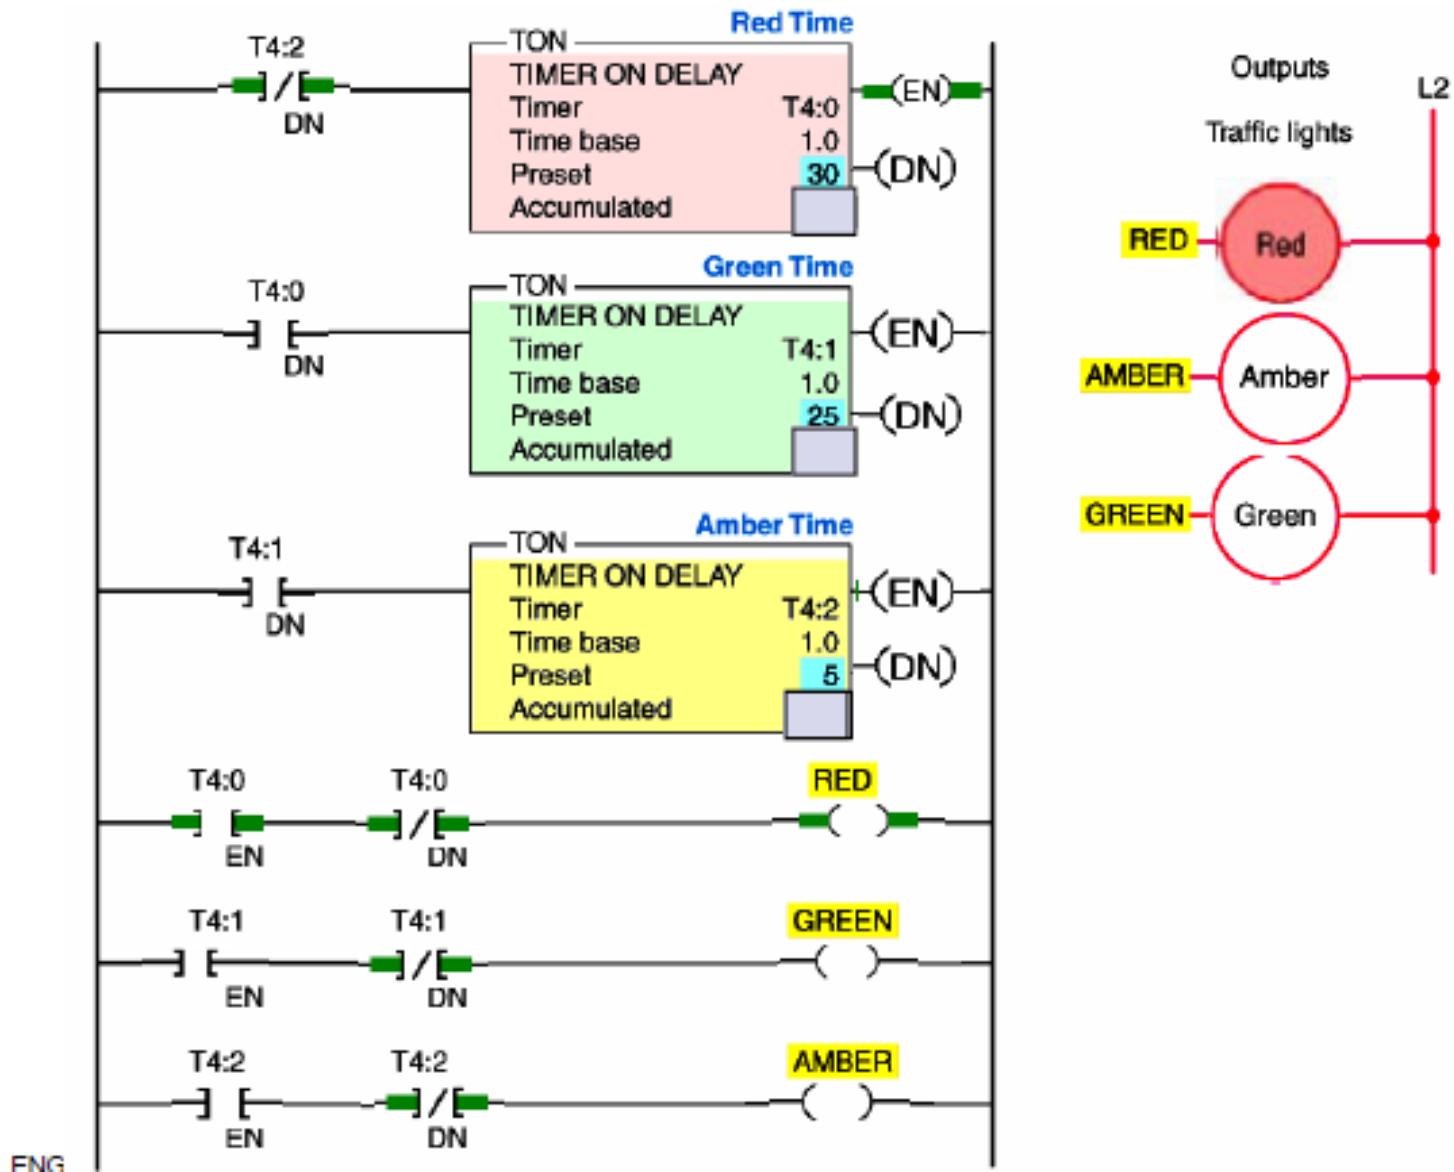 Red Time
T4:2
DN
TON
TIMER ON DELAY
Timer T4:0
Time base 1.0
Preset 30
Accumulated
(EN)
(DN)
Green Time
T4:0
DN
TON
TIMER ON DELAY
Timer T4:1
Time base 1.0
Preset 25
Accumulated
(EN)
(DN)
Amber Time
T4:1
DN
TON
TIMER ON DELAY
Timer T4:2
Time base 1.0
Preset 5
Accumulated
(EN)
(DN)
T4:0 T4:0 RED
EN DN
T4:1 T4:1 GREEN
EN DN
T4:2 T4:2 AMBER
EN DN
Outputs
L2
Traffic lights
RED Red
AMBER Amber
GREEN Green
ENG